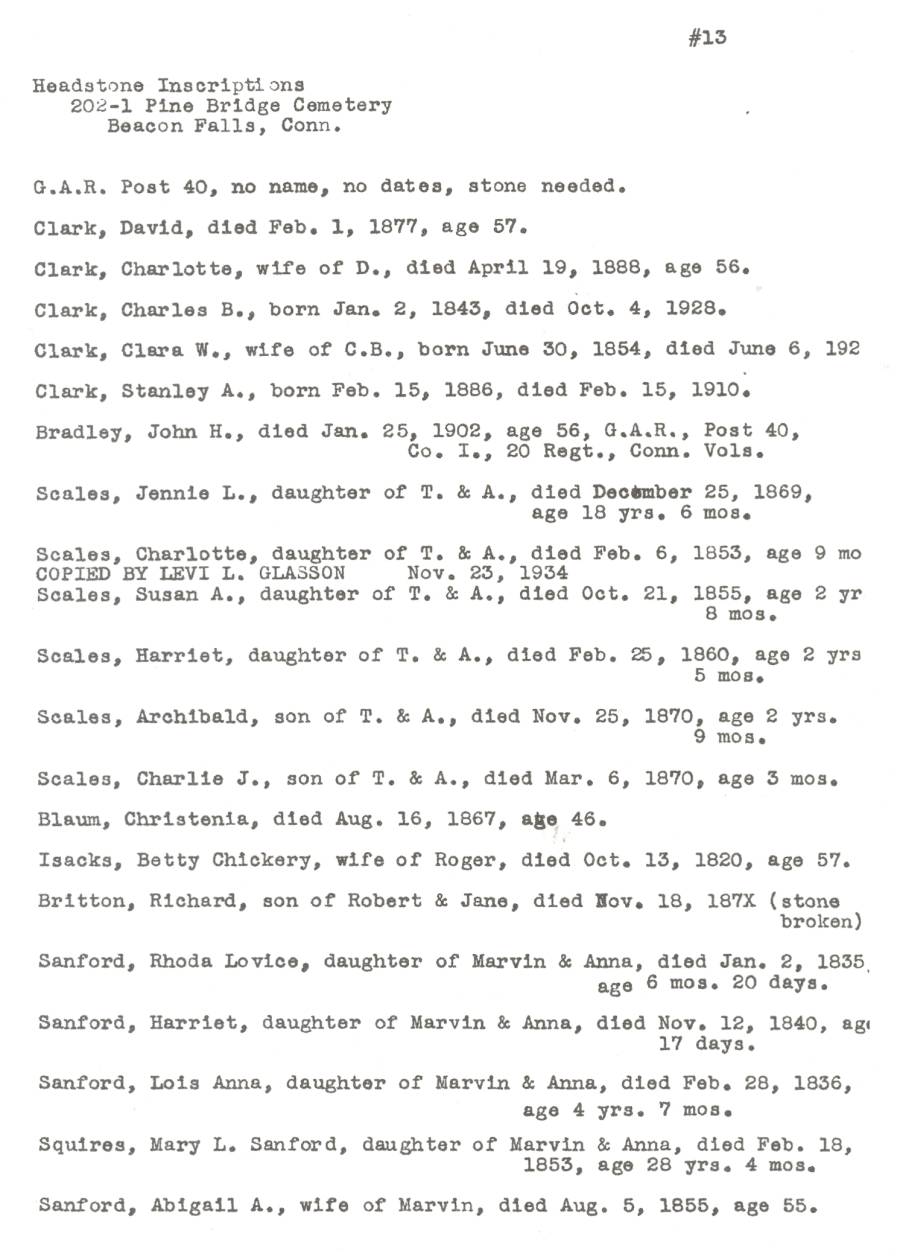 #13
Headstone Inscriptions
202-1 Pine Bridge Cemetery
Beacon Falls, Conn.
G.A.R. Post 40, no name, no dates, stone needed.
Clark, David, died Feb. 1, 1877, age 57.
Clark, Charlotte, wife of D., died April 19, 1888, age 56.
Clark, Charles B., born Jan. 2, 1843, died Oct. 4, 1928.
Clark, Clara W., wife of C.B., born June 30, 1854, died June 6, 192
Clark, Stanley A., born Feb. 15, 1886, died Feb. 15, 1910.
Bradley, John H., died Jan. 25, 1902, age 56, G.A.R., Post 40,
Co. I., 20 Regt., Conn. Vols.
Scales, Jennie L., daughter of T. & A., died December 25, 1869,
age 18 yrs. 6 mos.
Scales, Charlotte, daughter of T. & A., died Feb. 6, 1853, age 9 mo
COPIED BY LEVI L. GLASSON Nov. 23, 1934
Scales, Susan A., daughter of T. & A., died Oct. 21, 1855, age 2 yr
8 mos.
Scales, Harriet, daughter of T. & A., died Feb. 25, 1860, age 2 yrs
5 mos.
Scales, Archibald, son of T. & A., died Nov. 25, 1870, age 2 yrs.
9 mos.
Scales, Charlie J., son of T. & A., died Mar. 6, 1870, age 3 mos.
Blaum, Christenia, died Aug. 16, 1867, age 46.
Isacks, Betty Chickery, wife of Roger, died Oct. 13, 1820, age 57.
Britton, Richard, son of Robert & Jane, died Nov. 18, 187X (stone
broken)
Sanford, Rhoda Lovice, daughter of Marvin & Anna, died Jan. 2, 1835,
age 6 mos. 20 days.
Sanford, Harriet, daughter of Marvin & Anna, died Nov. 12, 1840, age
17 days.
Sanford, Lois Anna, daughter of Marvin & Anna, died Feb. 28, 1836,
age 4 yrs. 7 mos.
Squires, Mary L. Sanford, daughter of Marvin & Anna, died Feb. 18,
1853, age 28 yrs. 4 mos.
Sanford, Abigail A., wife of Marvin, died Aug. 5, 1855, age 55.